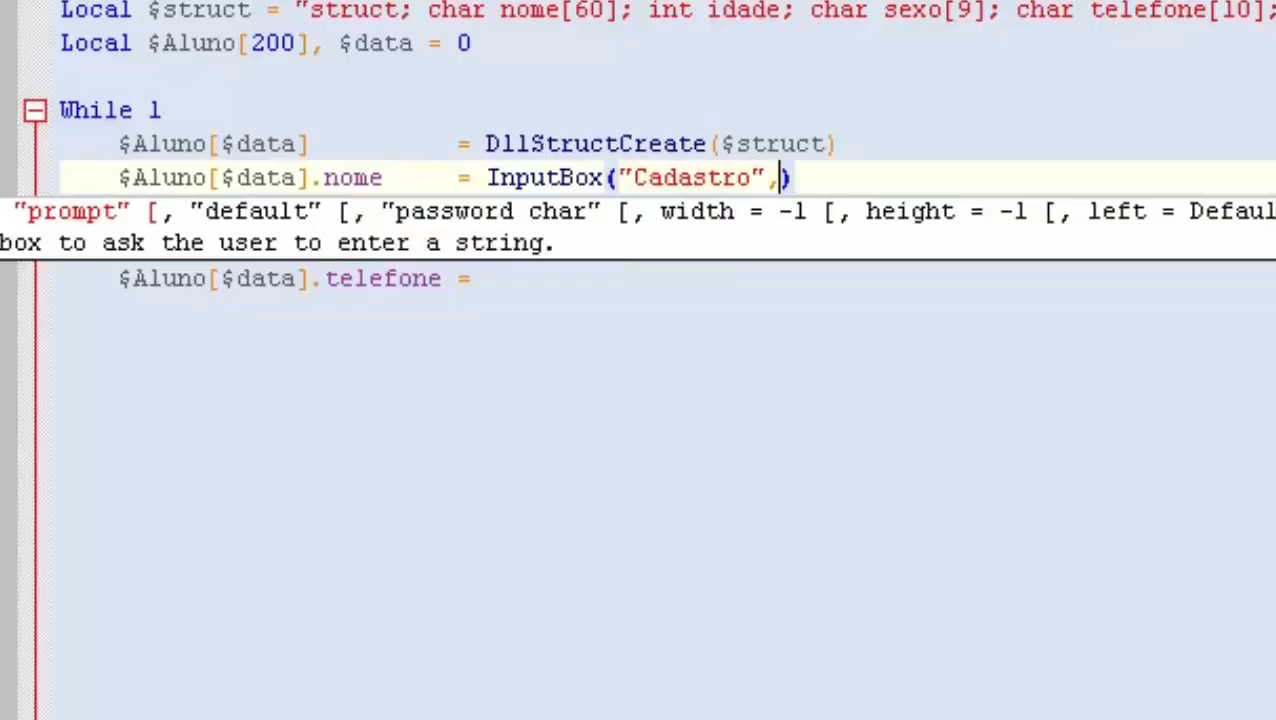 Local $struct = "struct; char nome[60]; int idade; char sexo[9]; char telefone[10];
Local $Aluno[200], $data = 0
While 1
$Aluno[$data] = DllStructCreate($struct)
$Aluno[$data].nome = InputBox("Cadastro",)
"prompt" [, "default" [, "password char" [, width = -1 [, height = -1 [, left = Defaul
box to ask the user to enter a string.
$Aluno[$data].telefone =